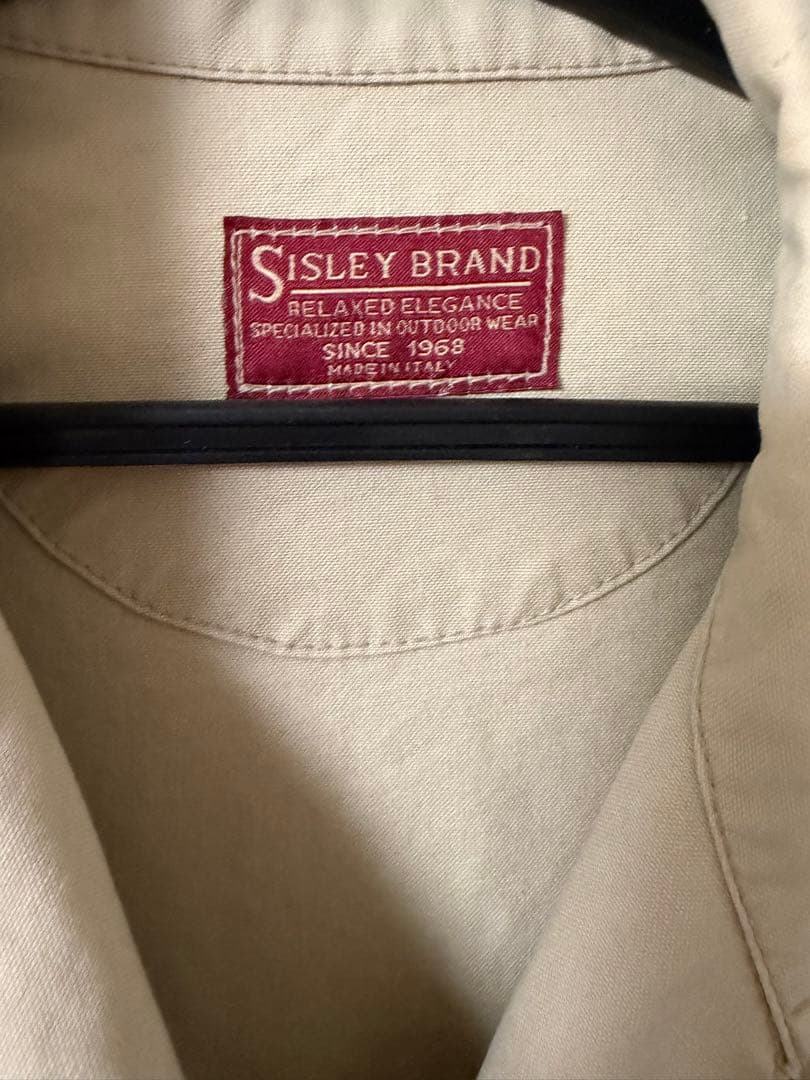 SISLEY BRAND
RELAXED ELEGANCE
SPECIALIZED IN OUTDOOR WEAR
SINCE 1968
MADE IN ITALY